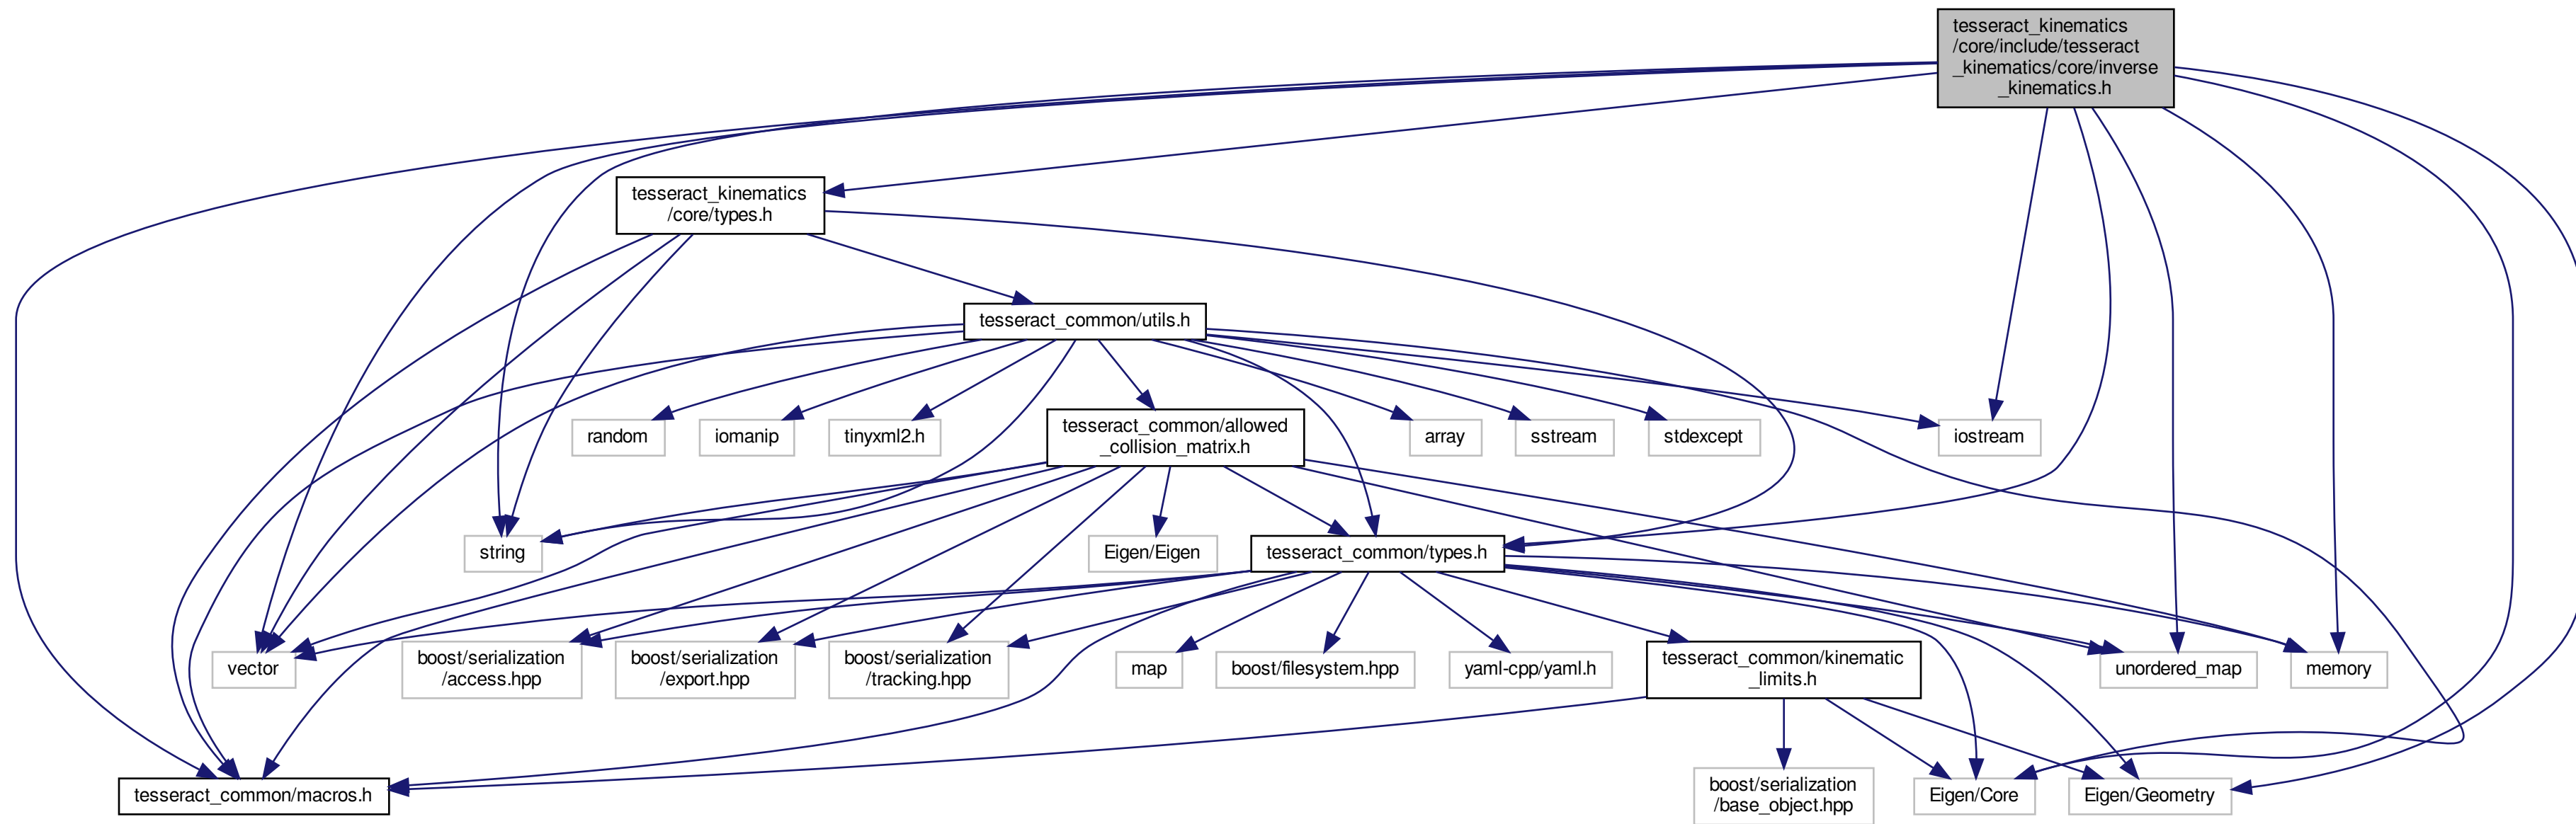 tesseract_kinematics
/core/include/tesseract
_kinematics/core/inverse
_kinematics.h
tesseract_kinematics
/core/types.h
tesseract_common/utils.h
random
iomanip
tinyxml2.h
tesseract_common/allowed
_collision_matrix.h
array
sstream
stdexcept
iostream
string
Eigen/Eigen
tesseract_common/types.h
vector
boost/serialization
/access.hpp
boost/serialization
/export.hpp
boost/serialization
/tracking.hpp
map
boost/filesystem.hpp
yaml-cpp/yaml.h
tesseract_common/kinematic
_limits.h
unordered_map
memory
tesseract_common/macros.h
boost/serialization
/base_object.hpp
Eigen/Core
Eigen/Geometry